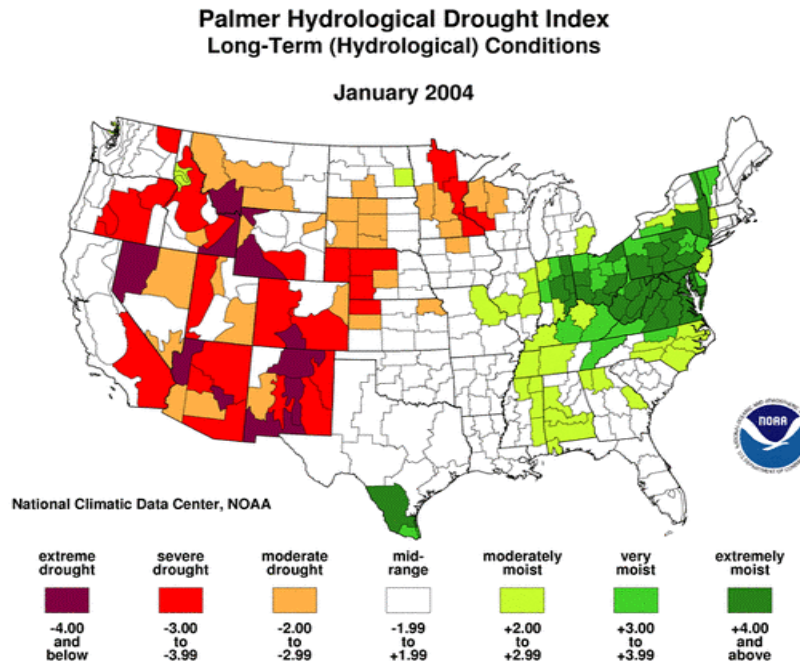 Palmer Hydrological Drought Index
Long-Term (Hydrological) Conditions
January 2004
NOAA
National Climatic Data Center, NOAA
extreme drought
severe drought
moderate drought
mid-range
moderately moist
very moist
extremely moist
-4.00 and below
-3.00 to -3.99
-2.00 to -2.99
-1.99 to +1.99
+2.00 to +2.99
+3.00 to +3.99
+4.00 and above